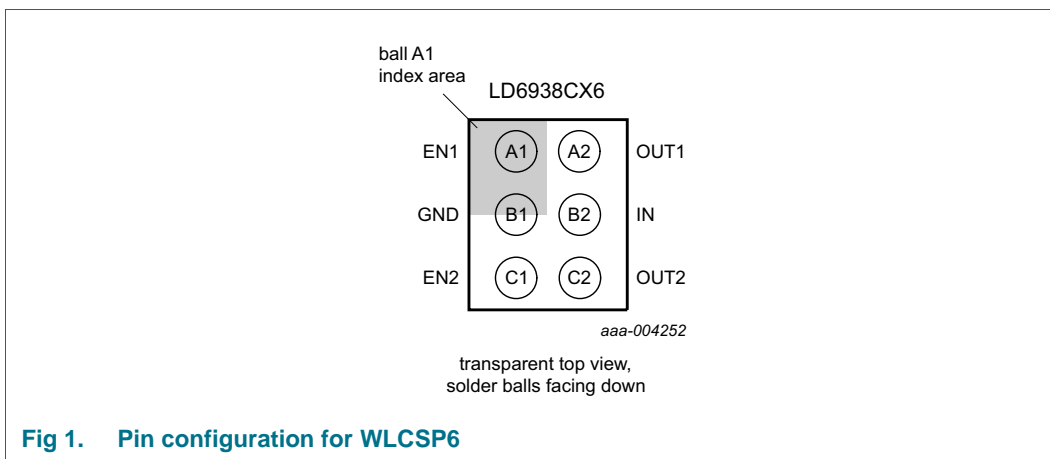 ball A1
index area
LD6938CX6
EN1 A1 A2 OUT1
GND B1 B2 IN
EN2 C1 C2 OUT2
aaa-004252
transparent top view,
solder balls facing down
Fig 1. Pin configuration for WLCSP6